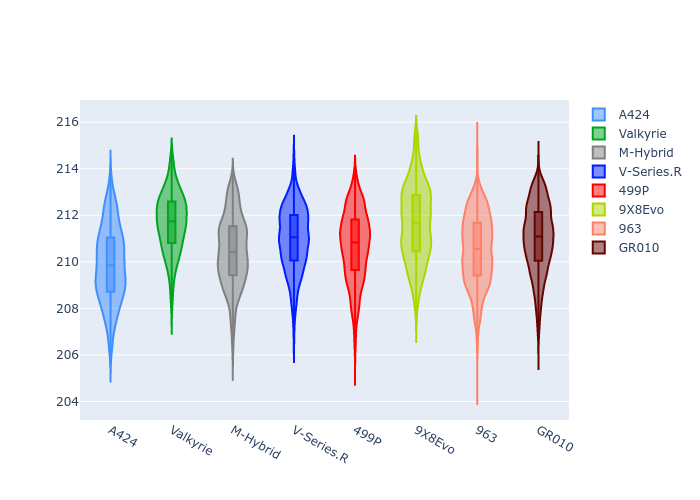 216
214
212
210
208
206
204
A424
Valkyrie
M-Hybrid
V-Series.R
499P
9X8Evo
963
GR010
A424
Valkyrie
M-Hybrid
V-Series.R
499P
9X8Evo
963
GR010